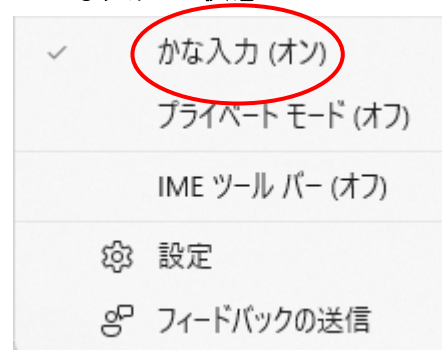 かな入力 (オン)
プライベート モード (オフ)
IME ツール バー (オフ)
設定
フィードバックの送信